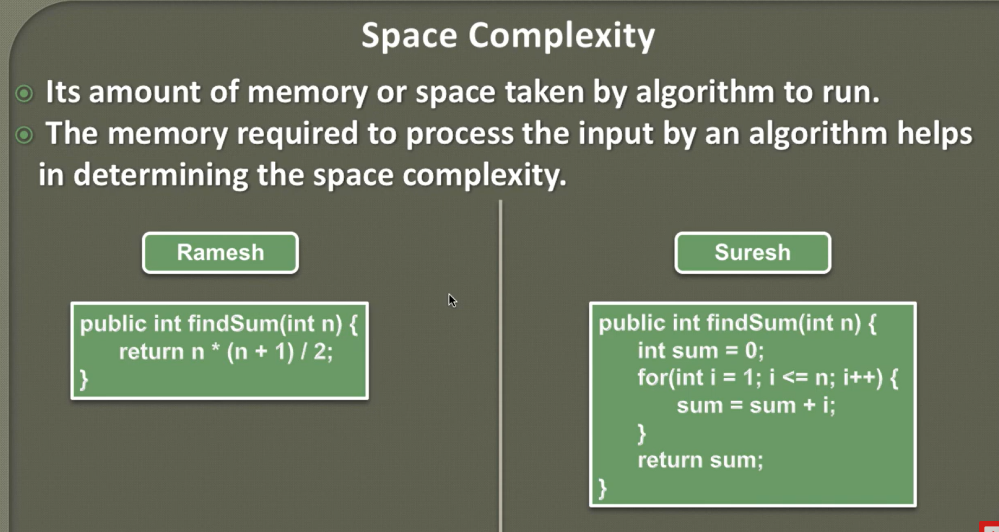 Space Complexity
Its amount of memory or space taken by algorithm to run.
The memory required to process the input by an algorithm helps
in determining the space complexity.
Ramesh
public int findSum(int n) {
return n * (n + 1) / 2;
}
Suresh
public int findSum(int n) {
int sum = 0;
for(int i = 1; i <= n; i++) {
sum = sum + i;
}
return sum;
}